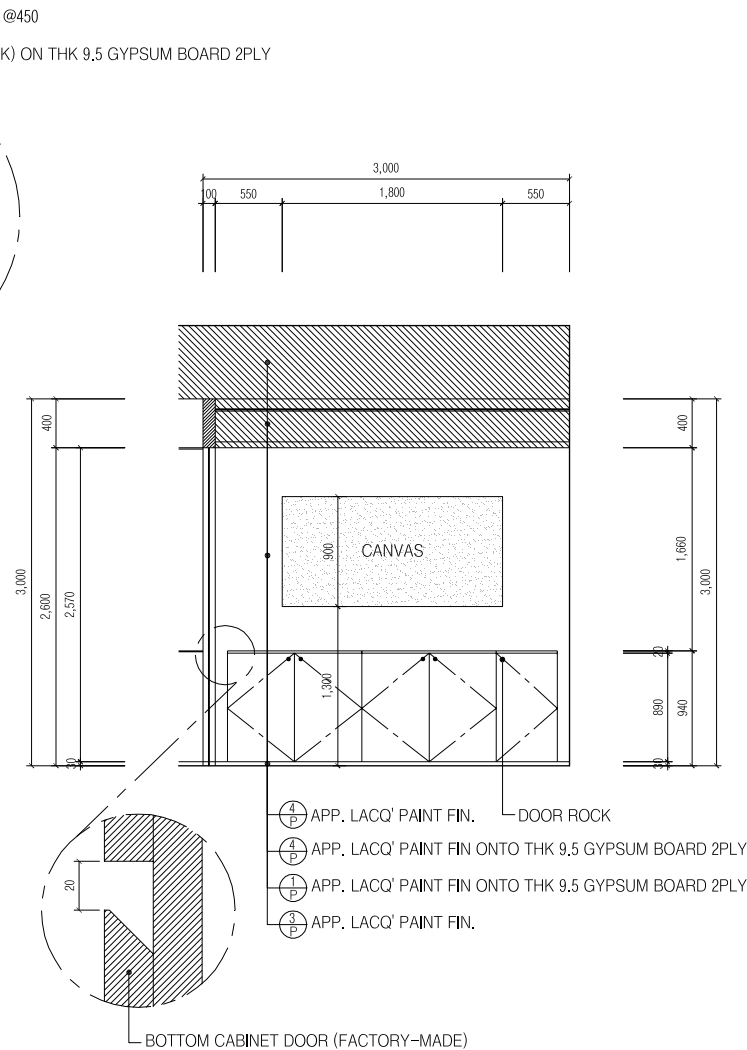 @450
K) ON THK 9.5 GYPSUM BOARD 2PLY
3,000
100 550 1,800 550
400 400
3,000 2,600 2,570 900 CANVAS 1,660 3,000
20
1,300 890 940
30 30
4 P APP. LACQ' PAINT FIN. DOOR ROCK
4 P APP. LACQ' PAINT FIN ONTO THK 9.5 GYPSUM BOARD 2PLY
1 P APP. LACQ' PAINT FIN ONTO THK 9.5 GYPSUM BOARD 2PLY
3 P APP. LACQ' PAINT FIN.
20
BOTTOM CABINET DOOR (FACTORY-MADE)